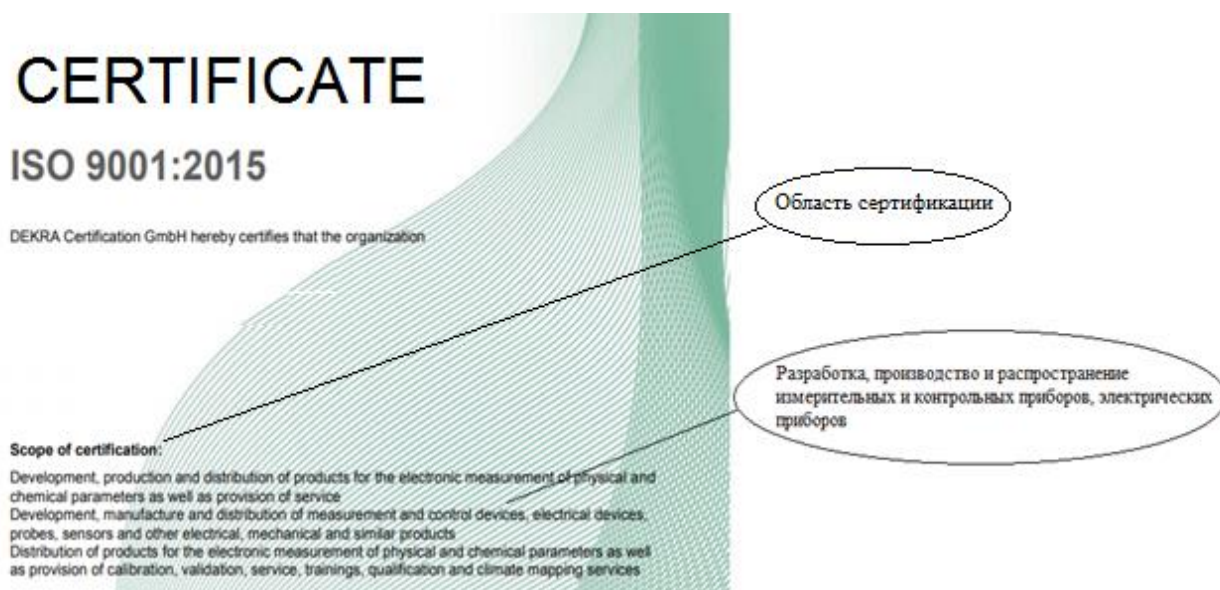 CERTIFICATE
ISO 9001:2015
DEKRA Certification GmbH hereby certifies that the organization
Область сертификации
Разработка, производство и распространение
измерительных и контрольных приборов, электрических
приборов
Scope of certification:
Development, production and distribution of products for the electronic measurement of physical and
chemical parameters as well as provision of service
Development, manufacture and distribution of measurement and control devices, electrical devices,
probes, sensors and other electrical, mechanical and similar products
Distribution of products for the electronic measurement of physical and chemical parameters as well
as provision of calibration, validation, service, trainings, qualification and climate mapping services